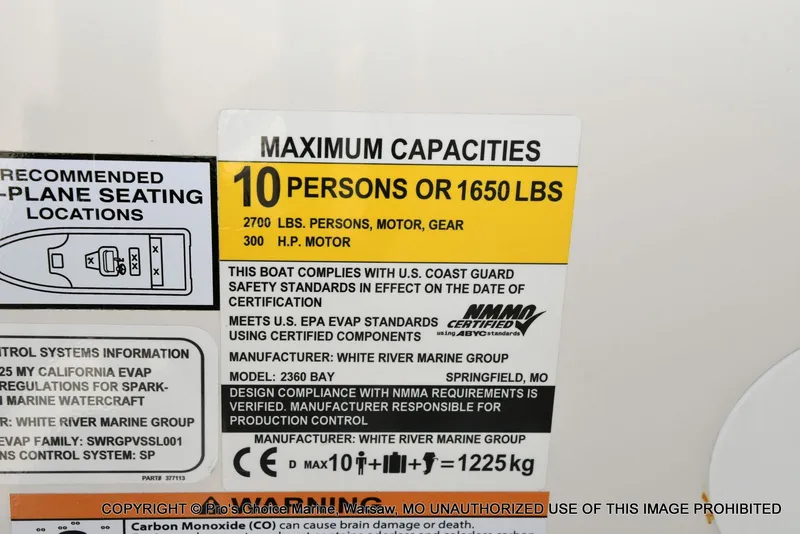 MAXIMUM CAPACITIES
10 PERSONS OR 1650 LBS
2700 LBS. PERSONS, MOTOR, GEAR
300 H.P. MOTOR
THIS BOAT COMPLIES WITH U.S. COAST GUARD
SAFETY STANDARDS IN EFFECT ON THE DATE OF
CERTIFICATION
MEETS U.S. EPA EVAP STANDARDS
USING CERTIFIED COMPONENTS
NMMA
CERTIFIED
using ABYC standards
MANUFACTURER: WHITE RIVER MARINE GROUP
MODEL: 2360 BAY SPRINGFIELD, MO
DESIGN COMPLIANCE WITH NMMA REQUIREMENTS IS
VERIFIED. MANUFACTURER RESPONSIBLE FOR
PRODUCTION CONTROL
MANUFACTURER: WHITE RIVER MARINE GROUP
CE D MAX 10 + + = 1225 kg
RECOMMENDED
-PLANE SEATING
LOCATIONS
X X X X
TROL SYSTEMS INFORMATION
25 MY CALIFORNIA EVAP
REGULATIONS FOR SPARK-
MARINE WATERCRAFT
R: WHITE RIVER MARINE GROUP
EVAP FAMILY: SWRGPVSSL001
NS CONTROL SYSTEM: SP
PART# 377113
WARNING
Carbon Monoxide (CO) can cause brain damage or death.
COPYRIGHT © Pro's Choice Marine, Warsaw, MO UNAUTHORIZED USE OF THIS IMAGE PROHIBITED